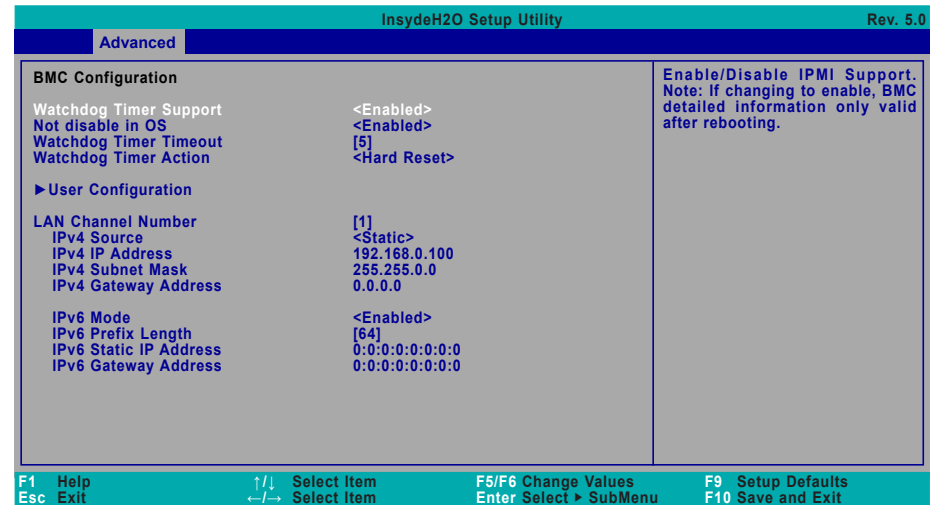 InsydeH2O Setup Utility Rev. 5.0
Advanced
BMC Configuration
Watchdog Timer Support <Enabled>
Not disable in OS <Enabled>
Watchdog Timer Timeout [5]
Watchdog Timer Action <Hard Reset>
►User Configuration
LAN Channel Number [1]
IPv4 Source <Static>
IPv4 IP Address 192.168.0.100
IPv4 Subnet Mask 255.255.0.0
IPv4 Gateway Address 0.0.0.0
IPv6 Mode <Enabled>
IPv6 Prefix Length [64]
IPv6 Static IP Address 0:0:0:0:0:0:0:0
IPv6 Gateway Address 0:0:0:0:0:0:0:0
Enable/Disable IPMI Support.
Note: If changing to enable, BMC
detailed information only valid
after rebooting.
F1 Help ↑/↓ Select Item F5/F6 Change Values F9 Setup Defaults
Esc Exit ←/→ Select Item Enter Select ► SubMenu F10 Save and Exit